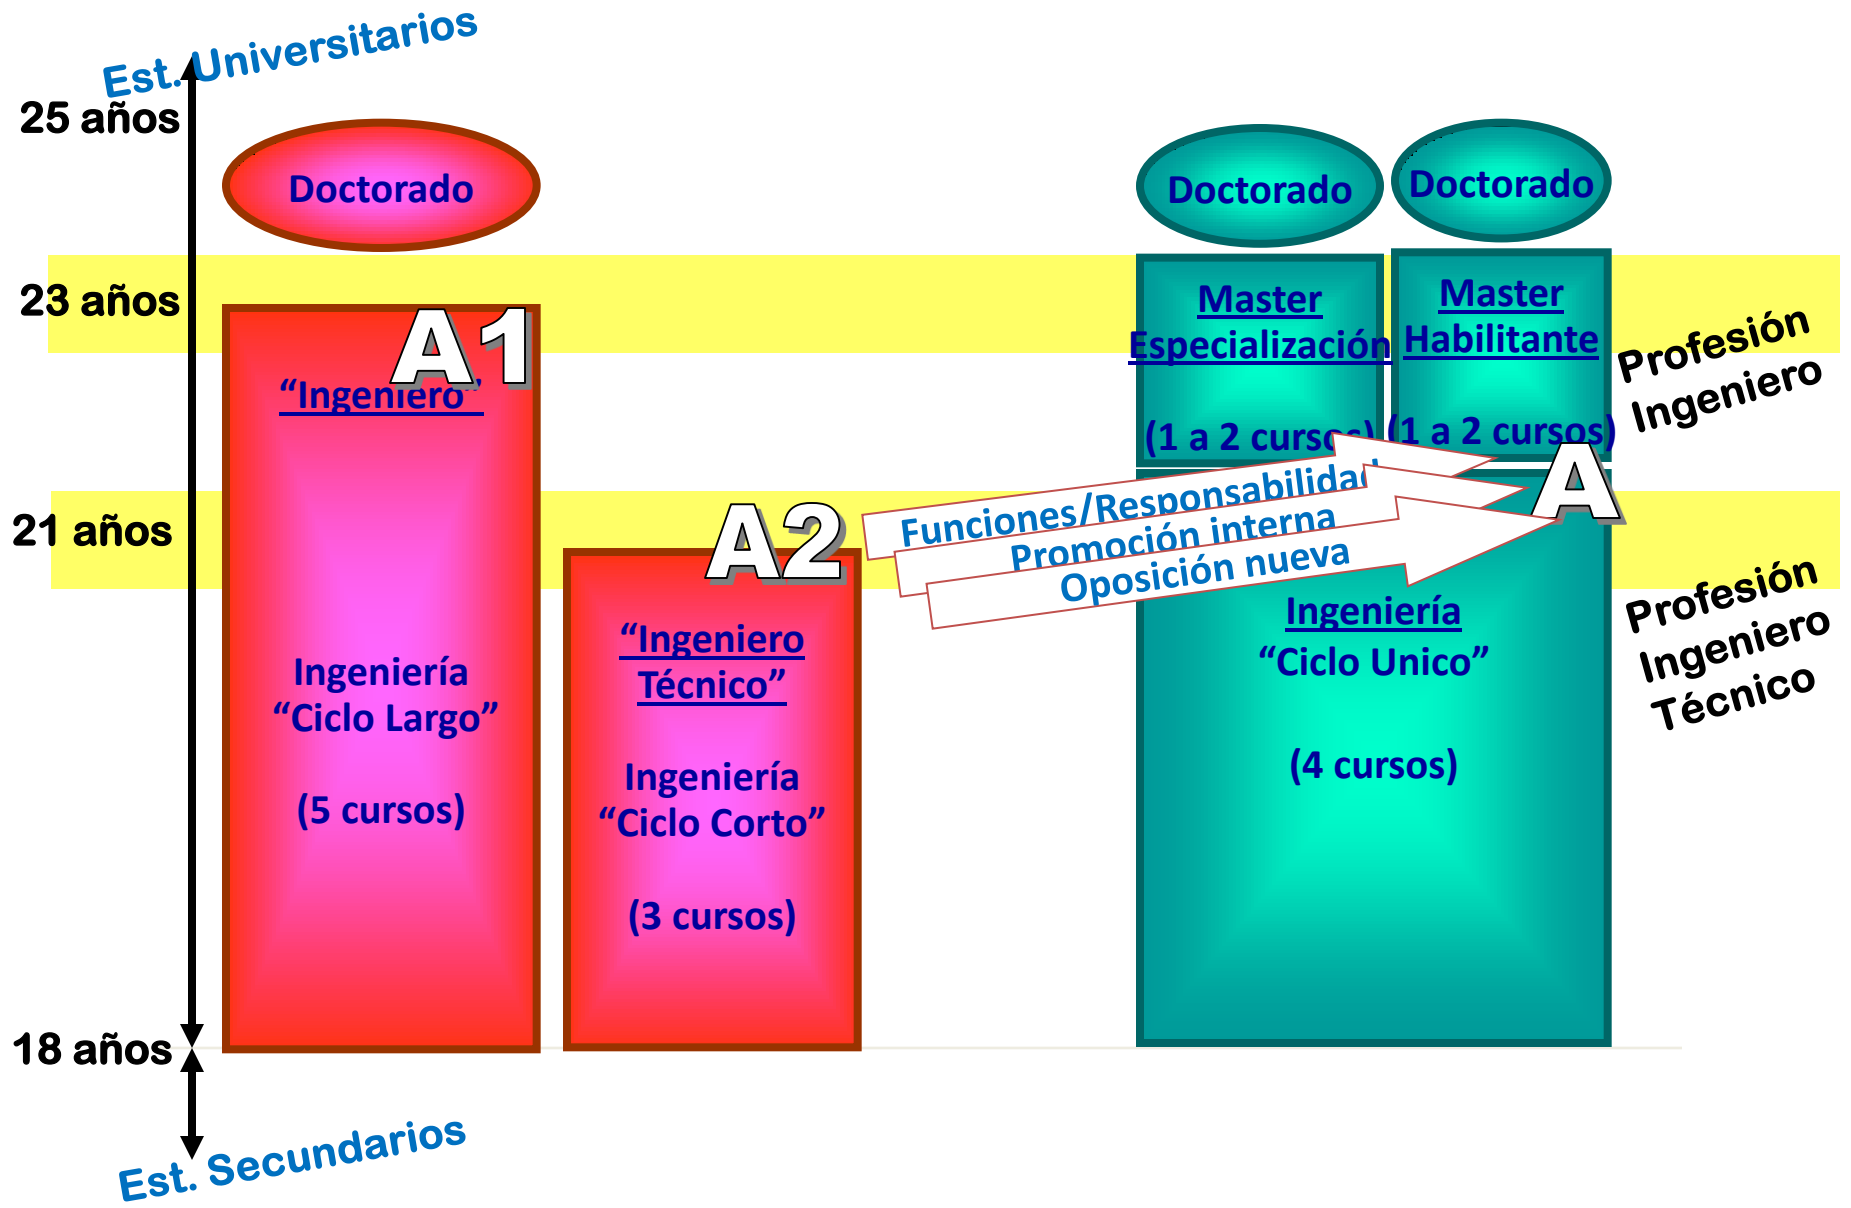 Est. Universitarios
25 años
23 años
21 años
18 años
Est. Secundarios
Doctorado
A1
“Ingeniero”
Ingeniería
“Ciclo Largo”
(5 cursos)
A2
“Ingeniero
Técnico”
Ingeniería
“Ciclo Corto”
(3 cursos)
Funciones/Responsabilidad
Promoción interna
Oposición nueva
Doctorado
Master
Especialización
(1 a 2 cursos)
Doctorado
Master
Habilitante
(1 a 2 cursos)
A
Ingeniería
“Ciclo Unico”
(4 cursos)
Profesión
Ingeniero
Profesión
Ingeniero
Técnico